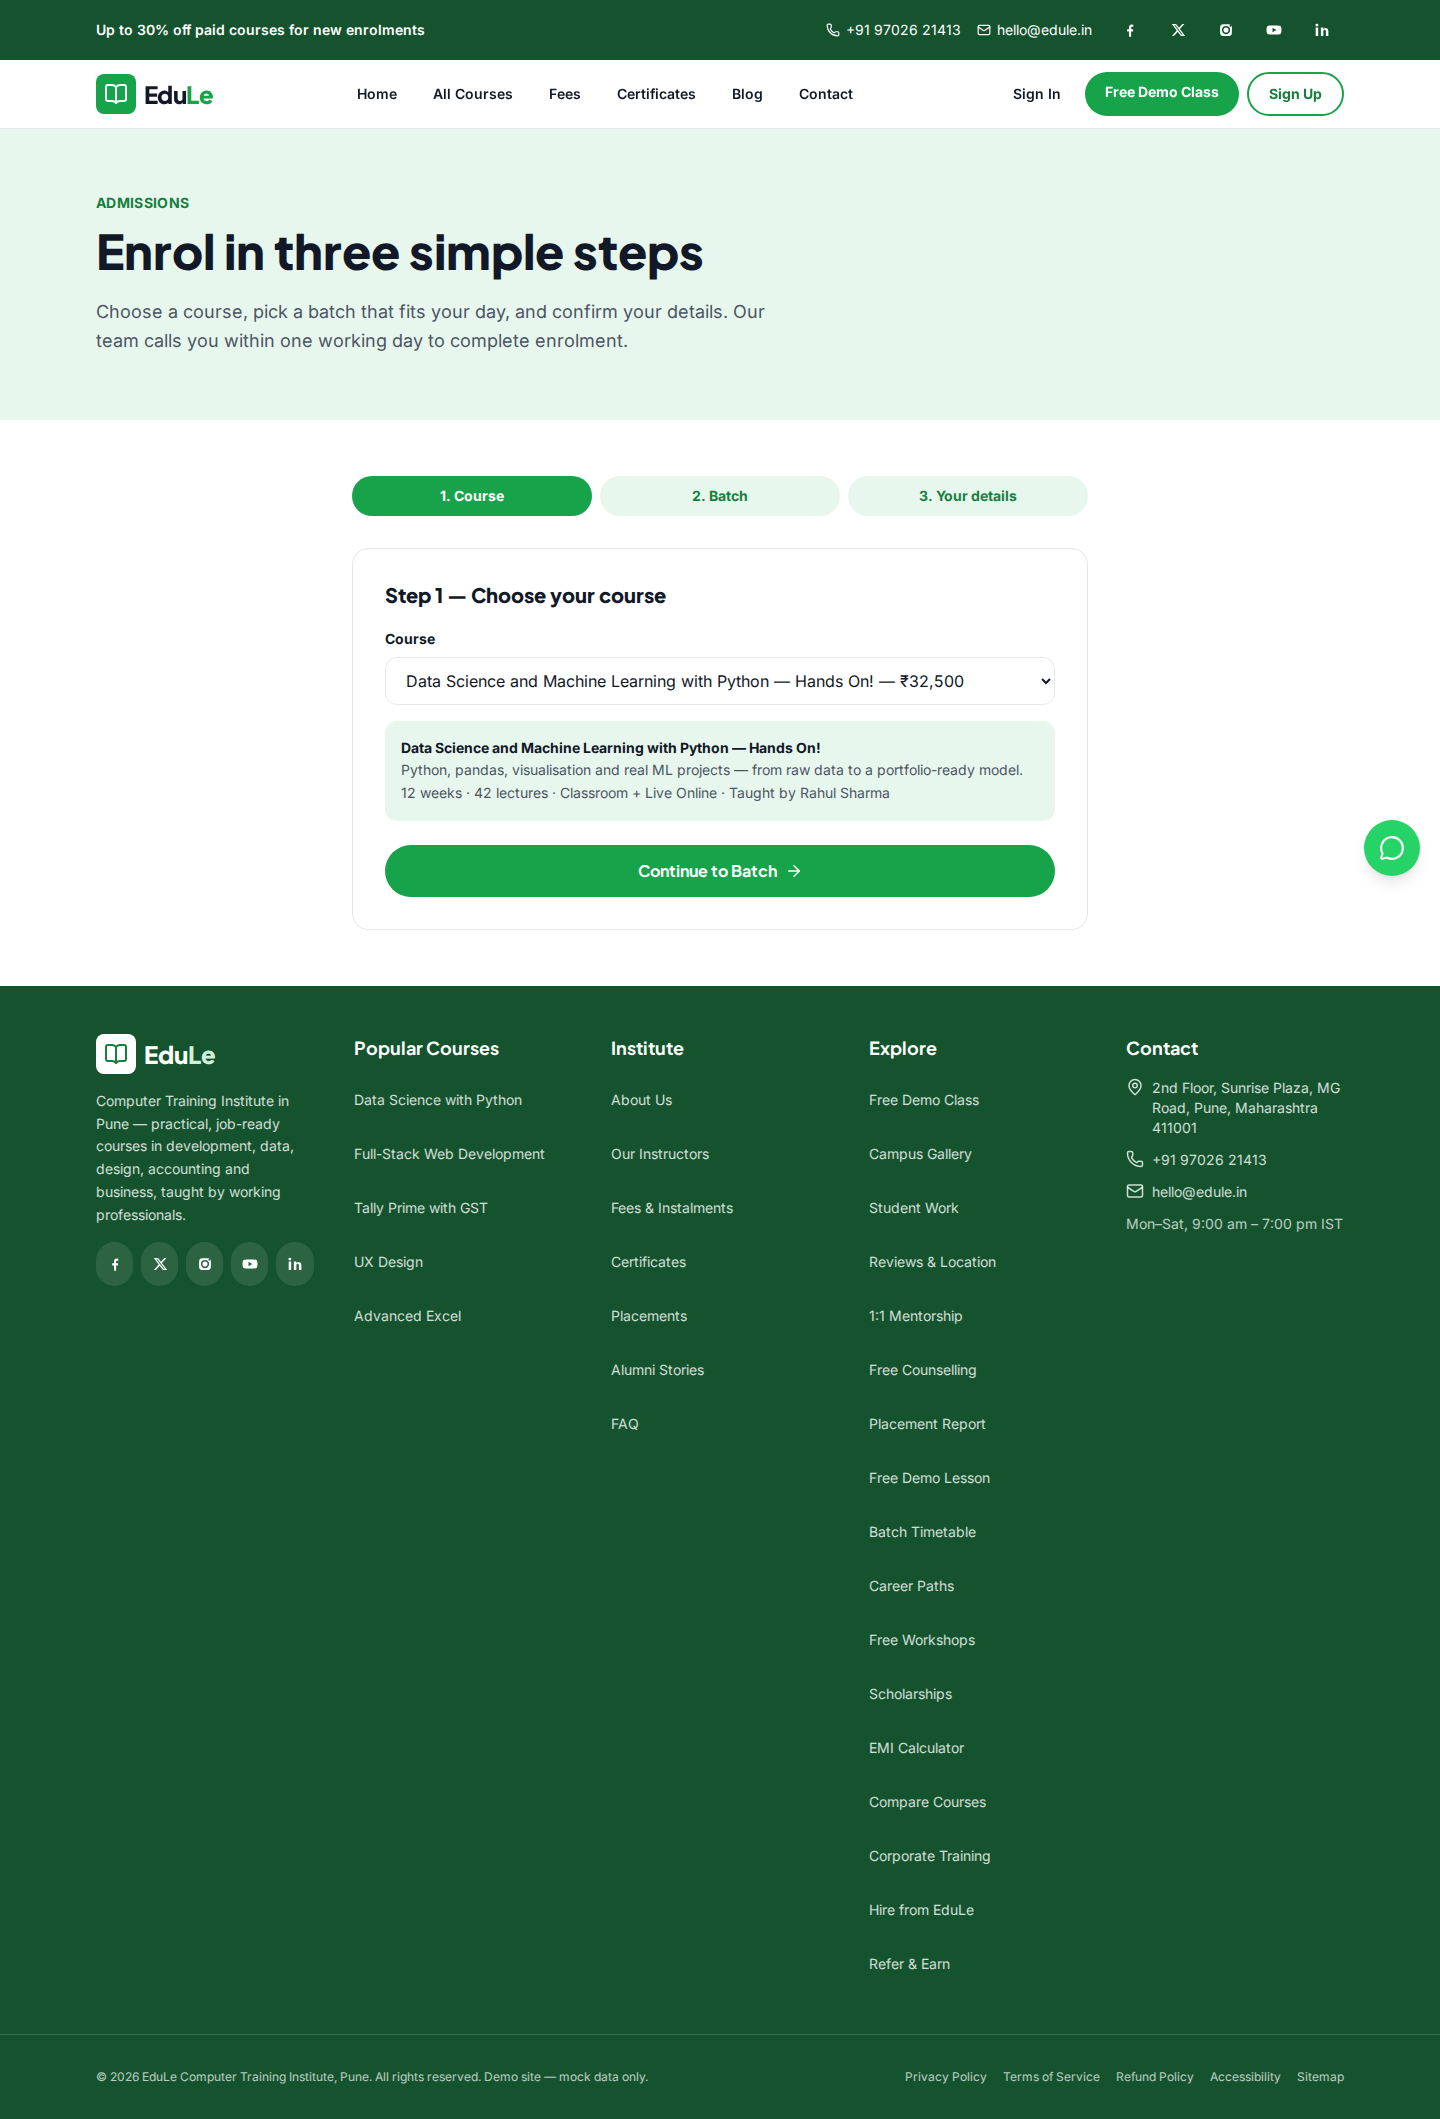 Up to 30% off paid courses for new enrolments
+91 97026 21413
hello@edule.in
EduLe
Home
All Courses
Fees
Certificates
Blog
Contact
Sign In
Free Demo Class
Sign Up
ADMISSIONS
Enrol in three simple steps
Choose a course, pick a batch that fits your day, and confirm your details. Our
team calls you within one working day to complete enrolment.
1. Course
2. Batch
3. Your details
Step 1 — Choose your course
Course
Data Science and Machine Learning with Python — Hands On! — ₹32,500
Data Science and Machine Learning with Python — Hands On!
Python, pandas, visualisation and real ML projects — from raw data to a portfolio-ready model.
12 weeks · 42 lectures · Classroom + Live Online · Taught by Rahul Sharma
Continue to Batch
EduLe
Computer Training Institute in
Pune — practical, job-ready
courses in development, data,
design, accounting and
business, taught by working
professionals.
Popular Courses
Data Science with Python
Full-Stack Web Development
Tally Prime with GST
UX Design
Advanced Excel
Institute
About Us
Our Instructors
Fees & Instalments
Certificates
Placements
Alumni Stories
FAQ
Explore
Free Demo Class
Campus Gallery
Student Work
Reviews & Location
1:1 Mentorship
Free Counselling
Placement Report
Free Demo Lesson
Batch Timetable
Career Paths
Free Workshops
Scholarships
EMI Calculator
Compare Courses
Corporate Training
Hire from EduLe
Refer & Earn
Contact
2nd Floor, Sunrise Plaza, MG
Road, Pune, Maharashtra
411001
+91 97026 21413
hello@edule.in
Mon–Sat, 9:00 am – 7:00 pm IST
© 2026 EduLe Computer Training Institute, Pune. All rights reserved. Demo site — mock data only.
Privacy Policy
Terms of Service
Refund Policy
Accessibility
Sitemap